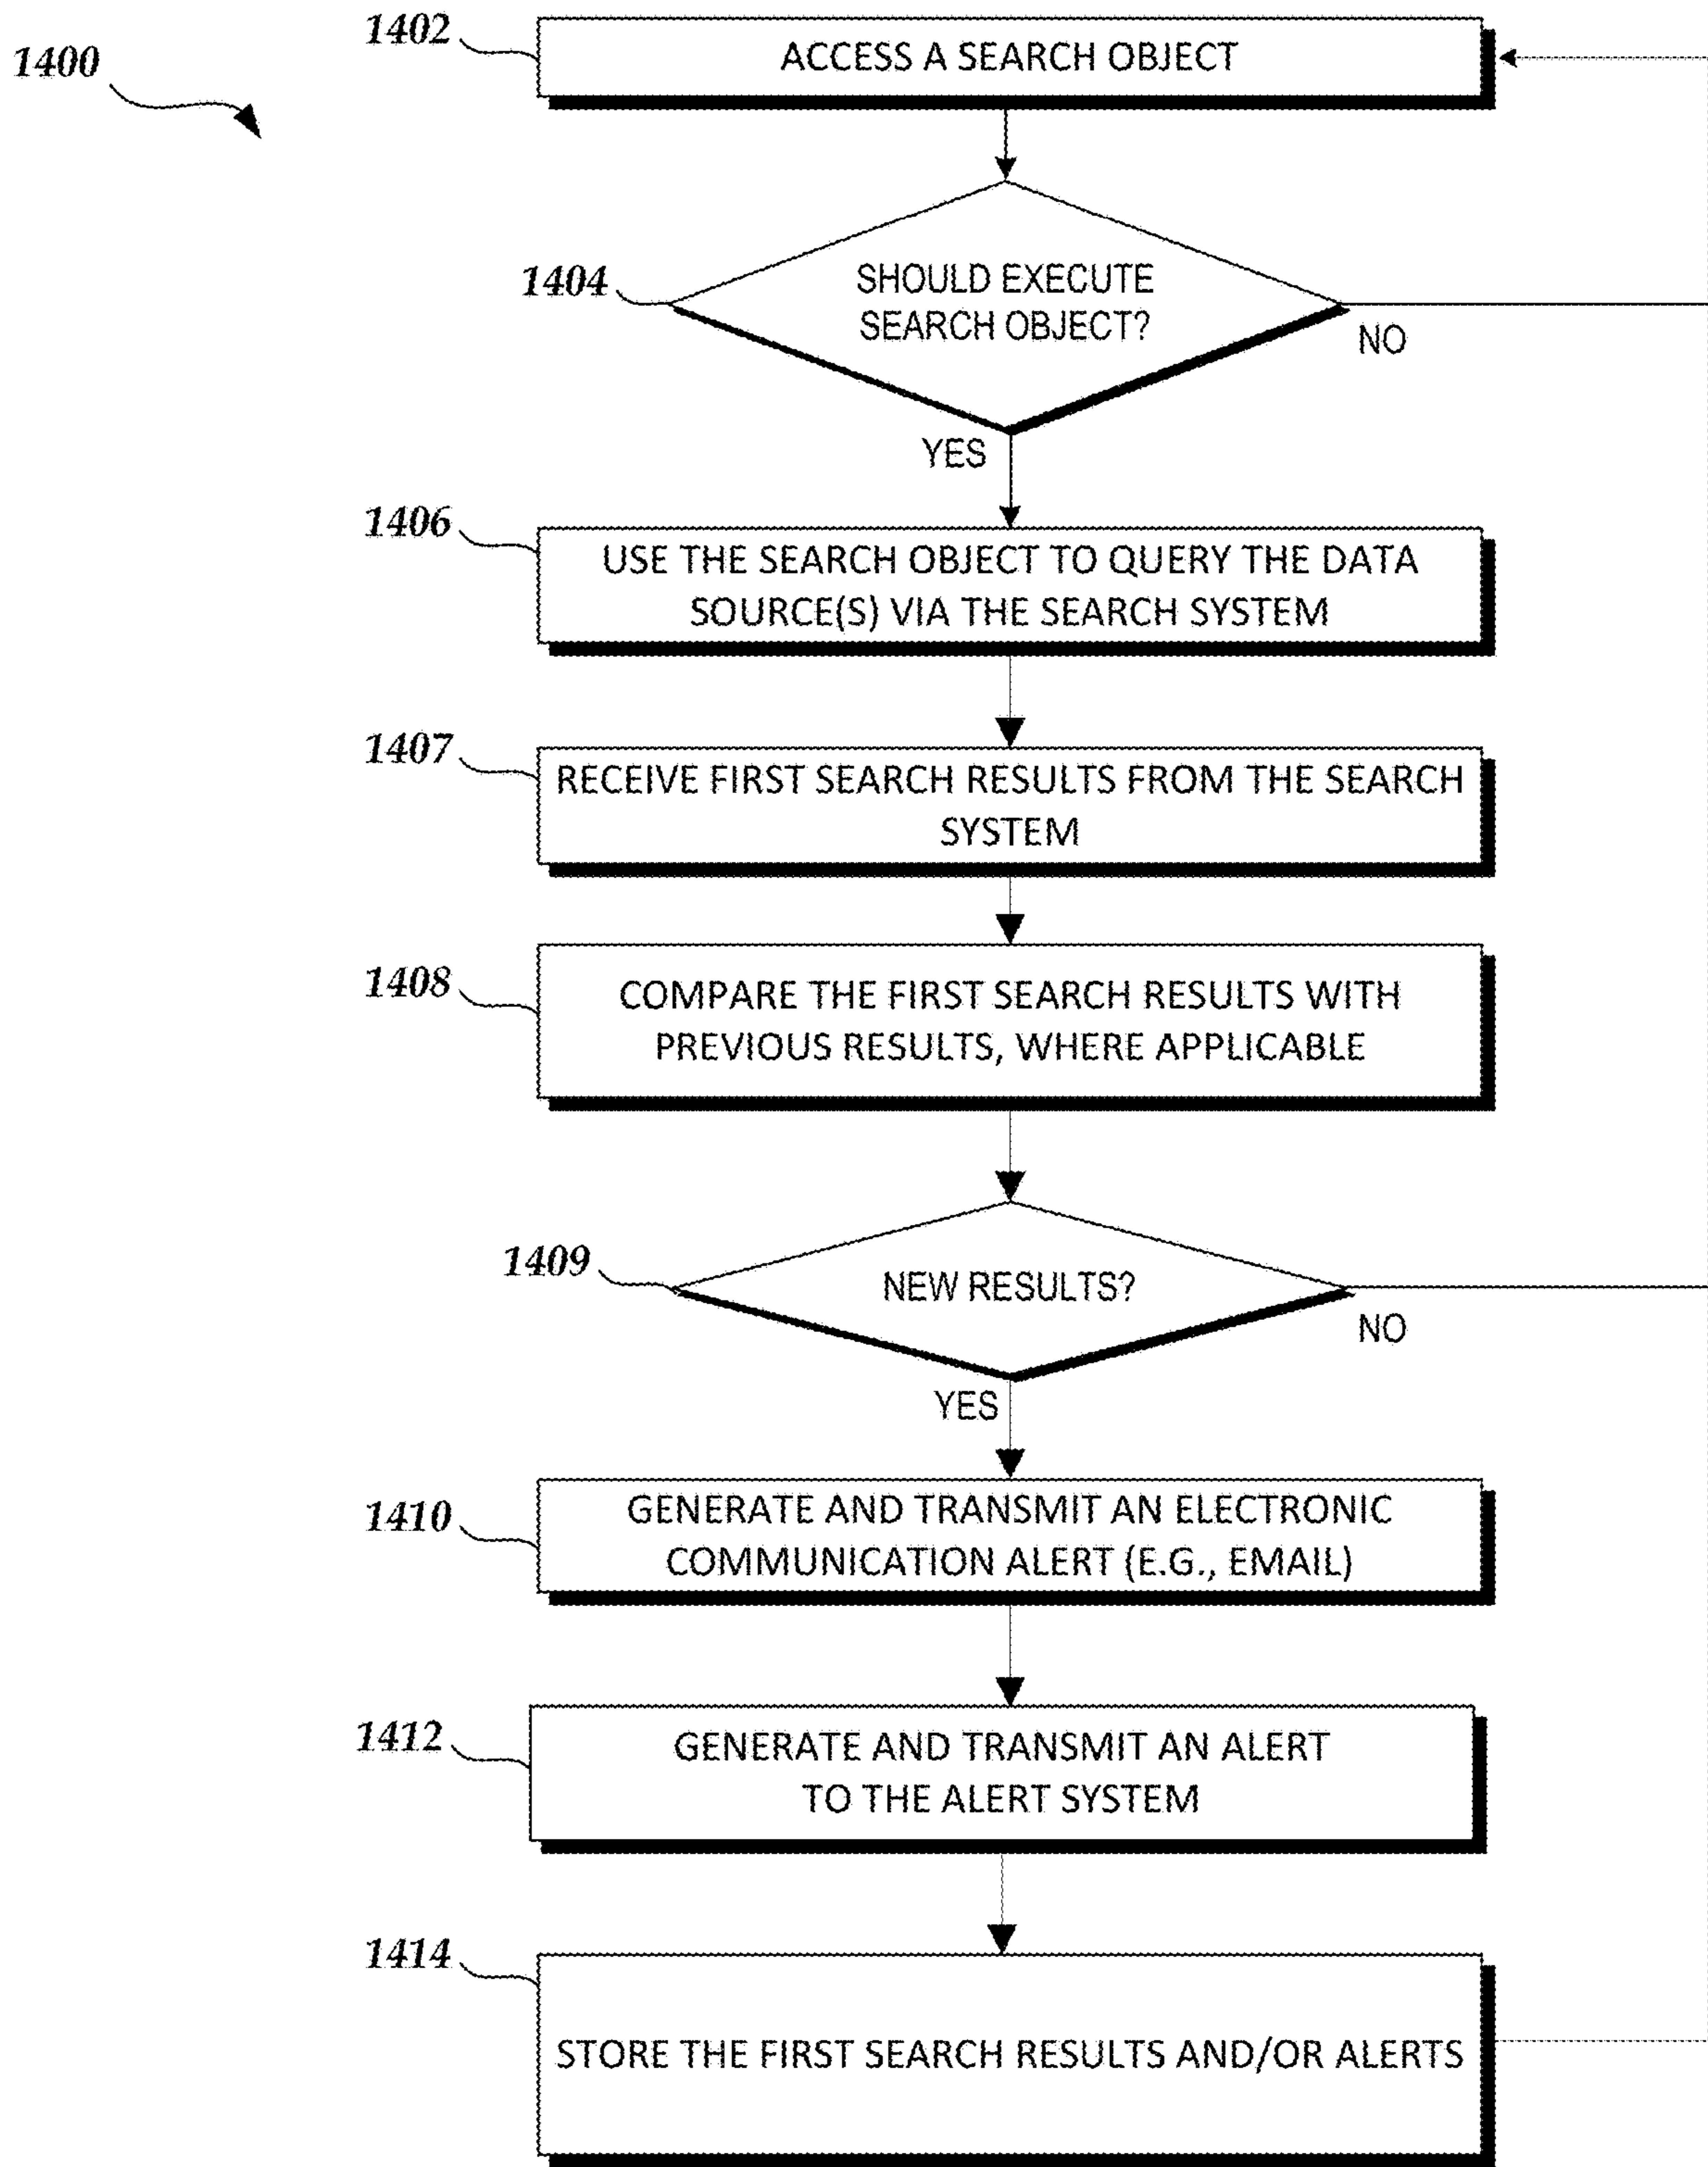 1400
1402
ACCESS A SEARCH OBJECT
1404
SHOULD EXECUTE
SEARCH OBJECT?
NO
YES
1406
USE THE SEARCH OBJECT TO QUERY THE DATA
SOURCE(S) VIA THE SEARCH SYSTEM
1407
RECEIVE FIRST SEARCH RESULTS FROM THE SEARCH
SYSTEM
1408
COMPARE THE FIRST SEARCH RESULTS WITH
PREVIOUS RESULTS, WHERE APPLICABLE
1409
NEW RESULTS?
NO
YES
1410
GENERATE AND TRANSMIT AN ELECTRONIC
COMMUNICATION ALERT (E.G., EMAIL)
1412
GENERATE AND TRANSMIT AN ALERT
TO THE ALERT SYSTEM
1414
STORE THE FIRST SEARCH RESULTS AND/OR ALERTS